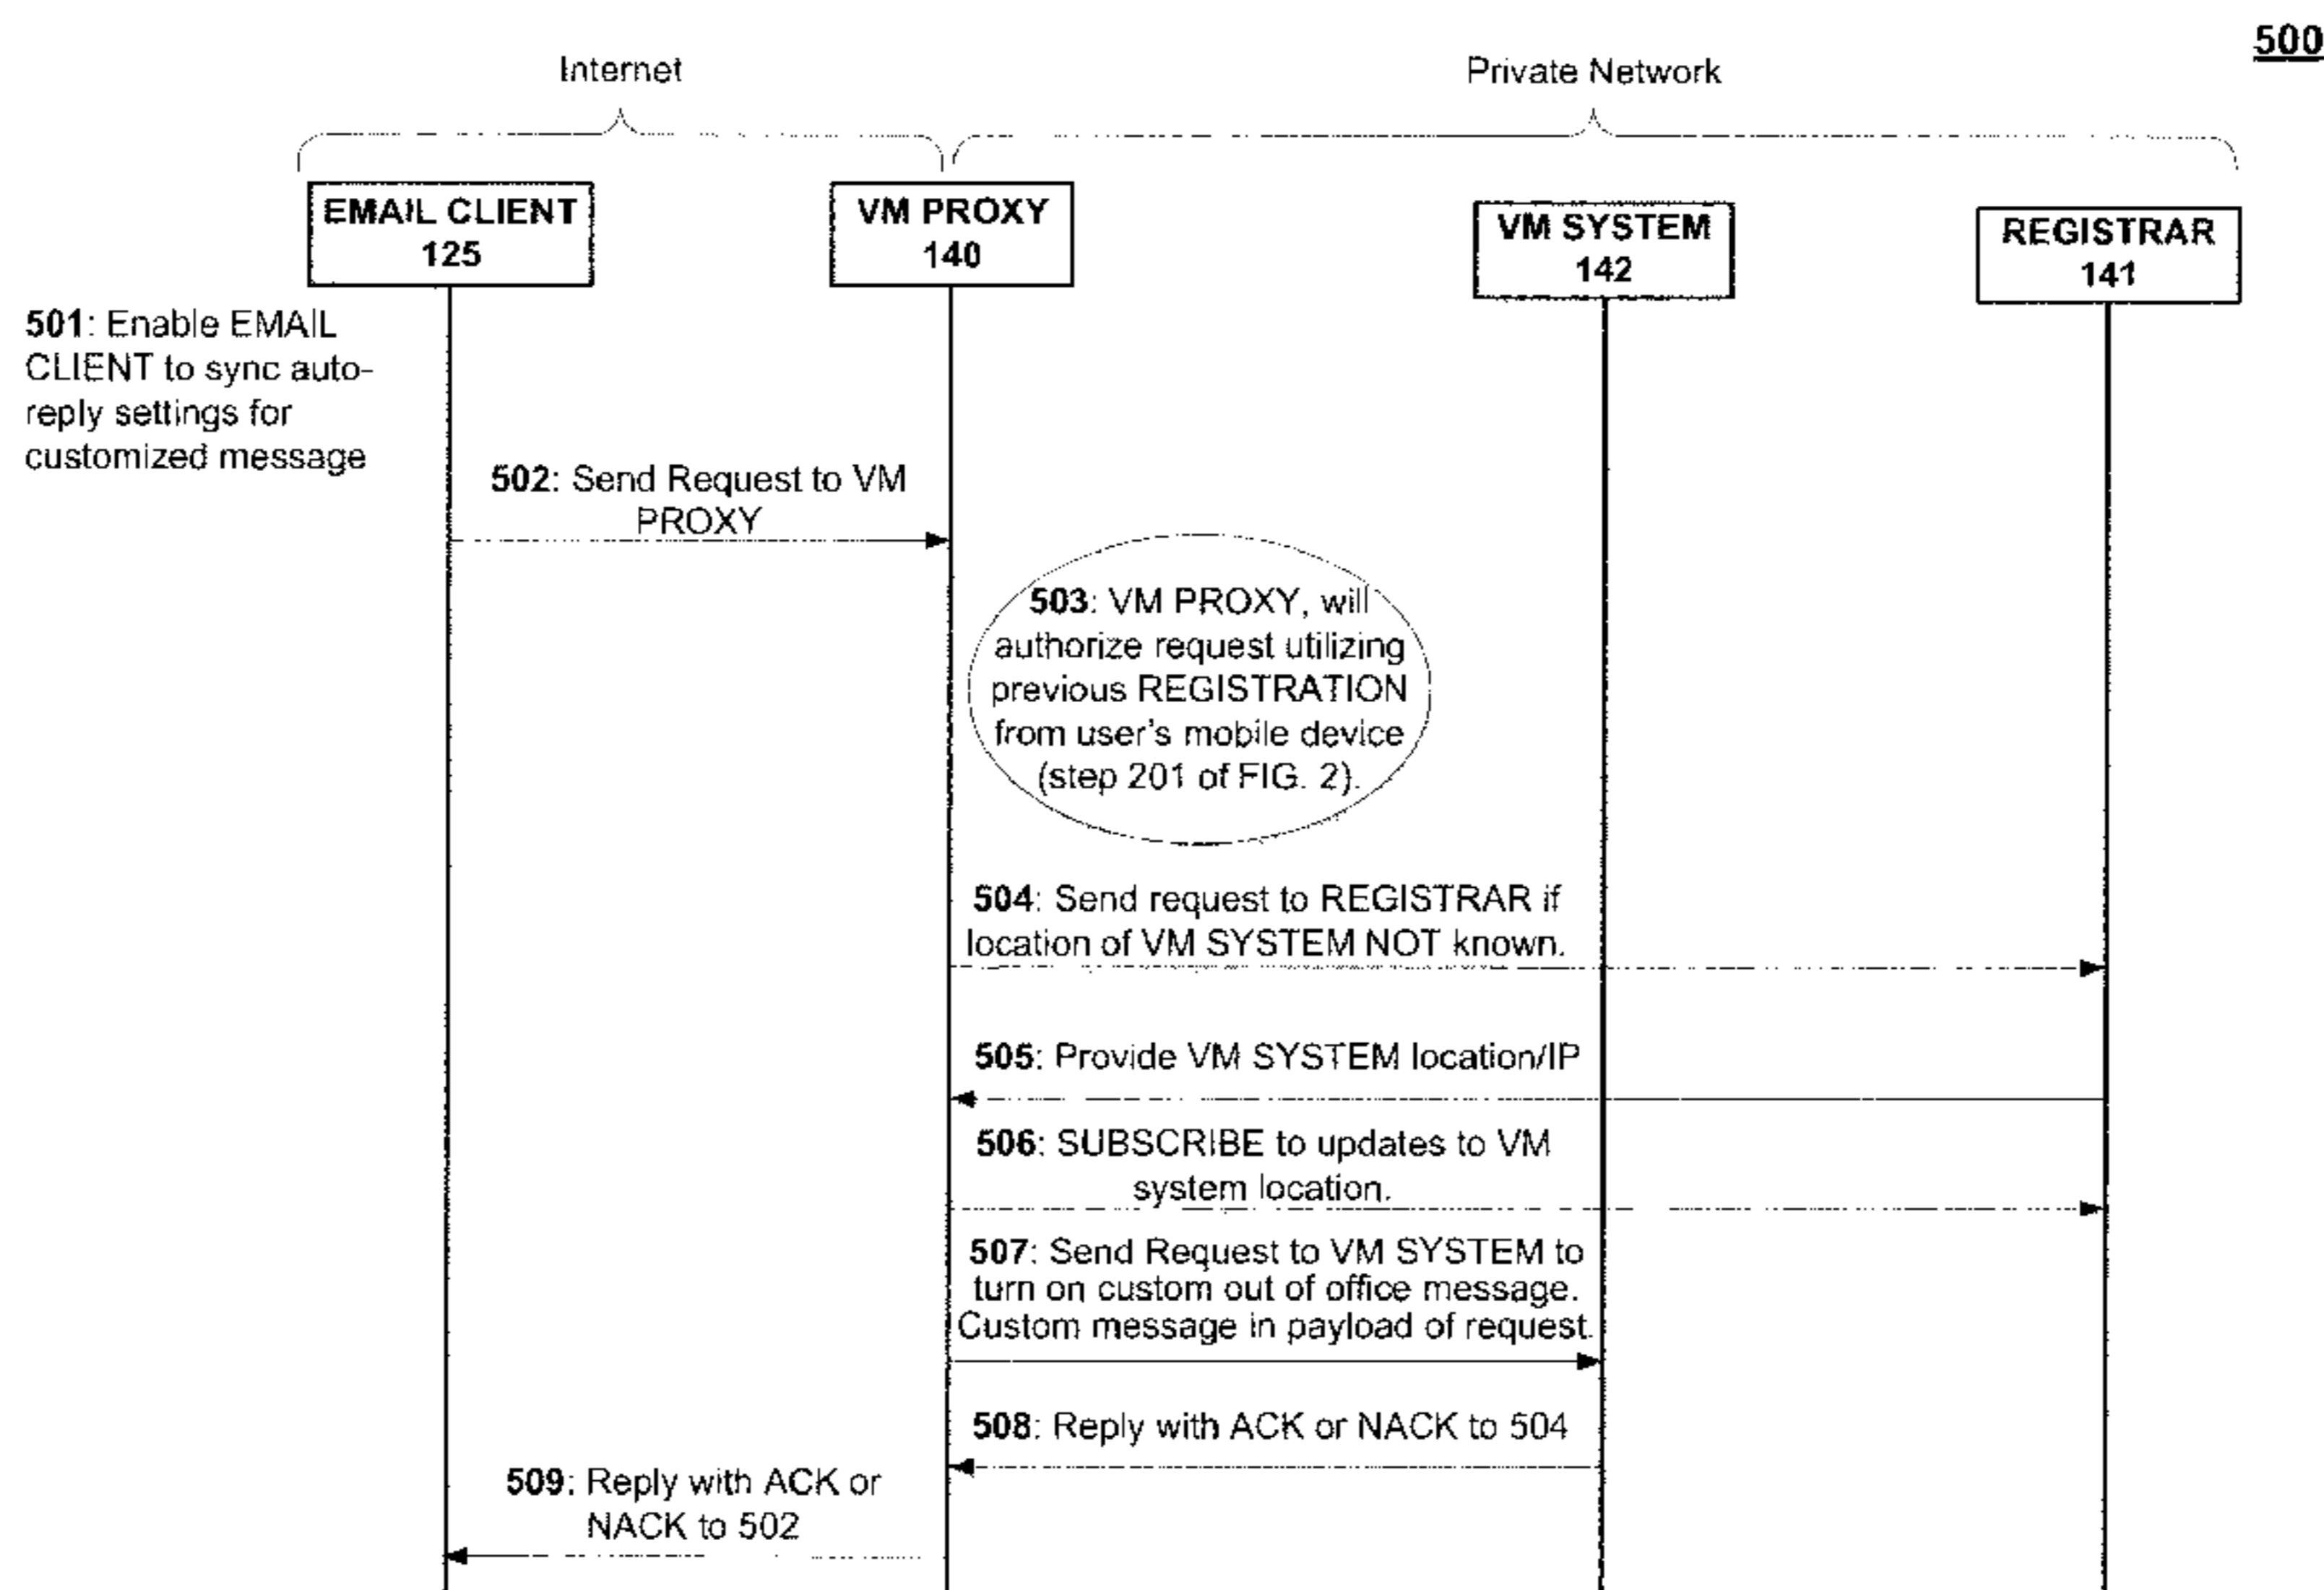 500
Internet
Private Network
EMAIL CLIENT
125
VM PROXY
140
VM SYSTEM
142
REGISTRAR
141
501: Enable EMAIL
CLIENT to sync auto-
reply settings for
customized message
502: Send Request to VM
PROXY
503: VM PROXY, will
authorize request utilizing
previous REGISTRATION
from user's mobile device
(step 201 of FIG. 2).
504: Send request to REGISTRAR if
location of VM SYSTEM NOT known.
505: Provide VM SYSTEM location/IP
506: SUBSCRIBE to updates to VM
system location.
507: Send Request to VM SYSTEM to
turn on custom out of office message.
Custom message in payload of request.
508: Reply with ACK or NACK to 504
509: Reply with ACK or
NACK to 502